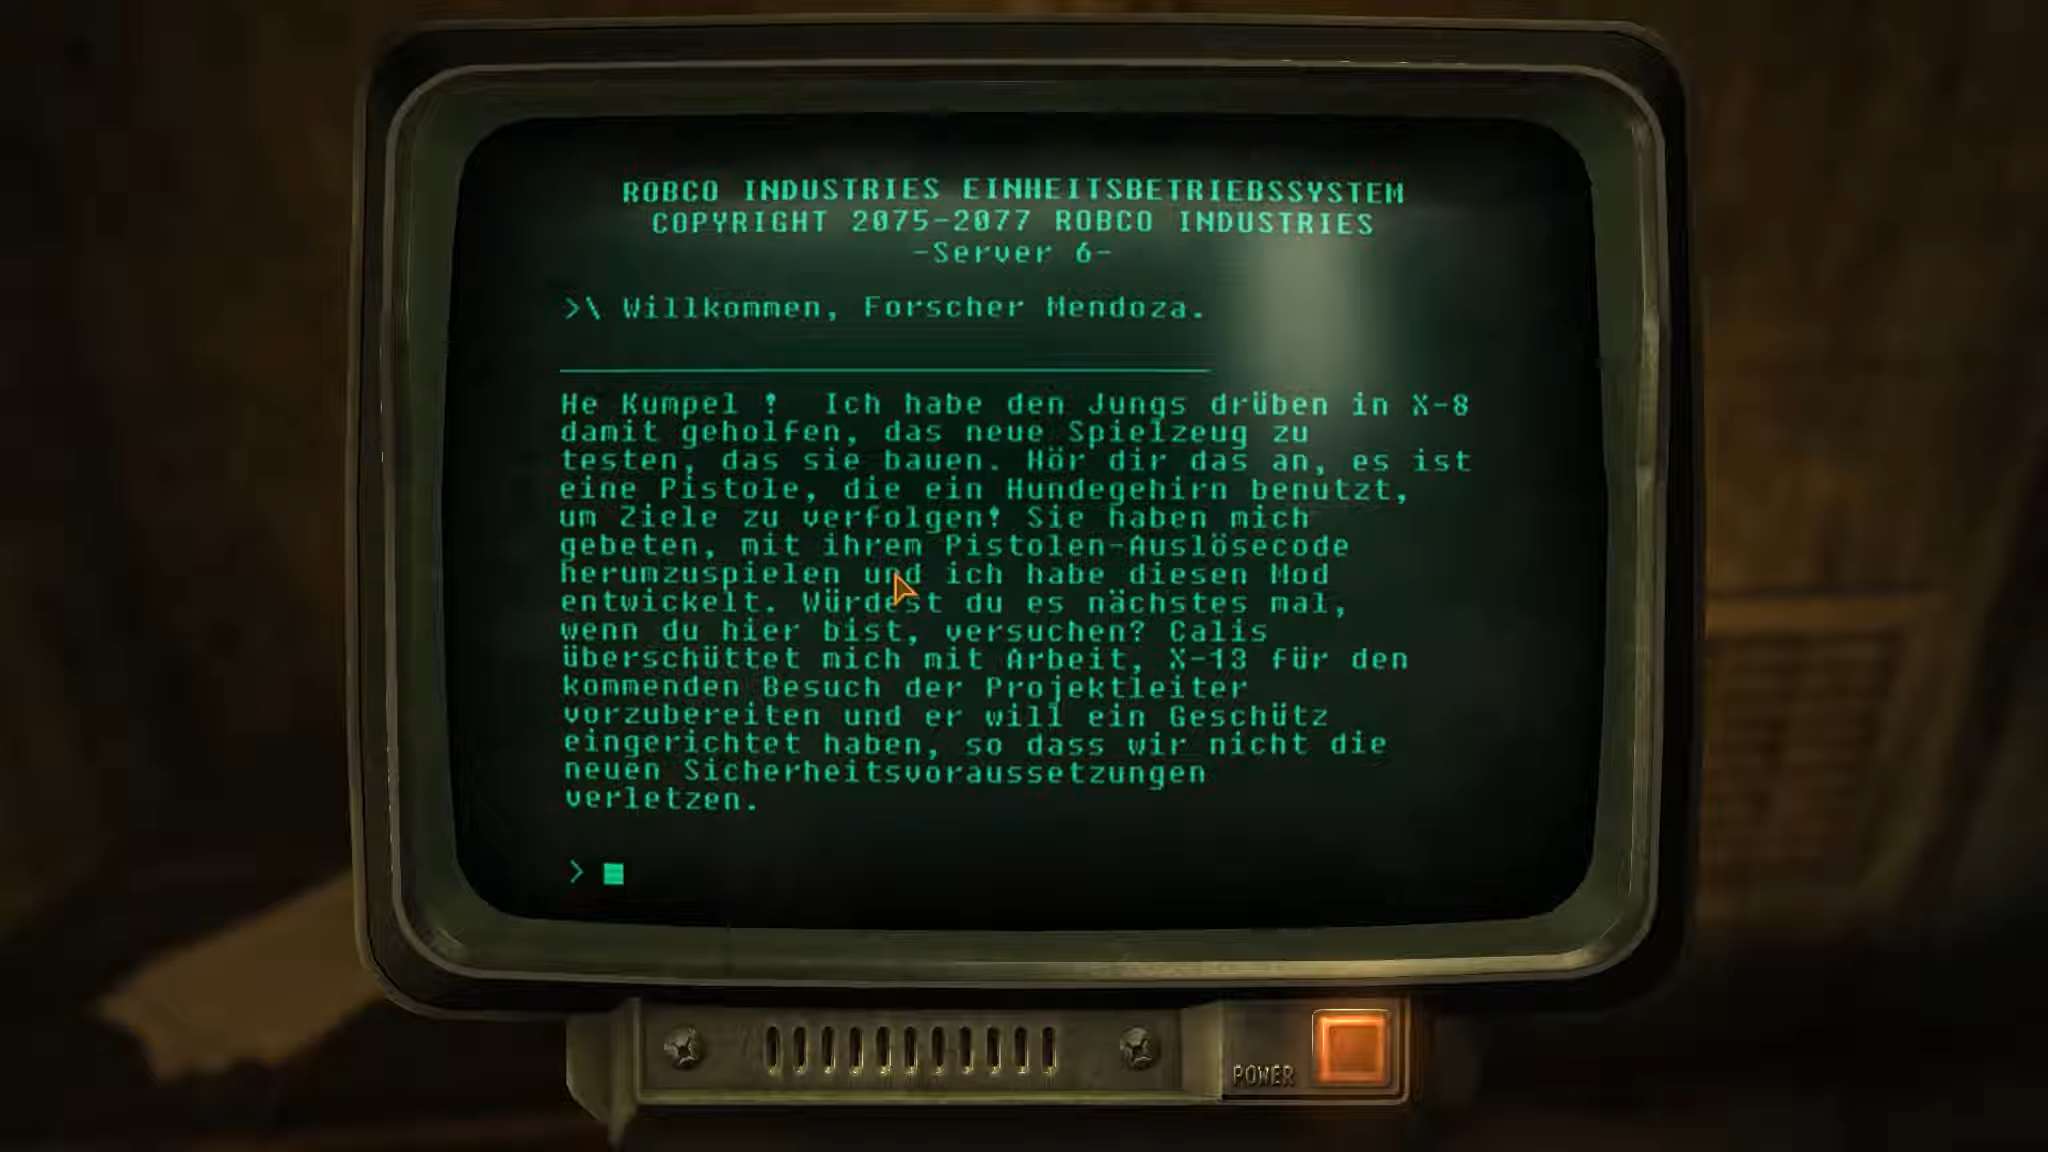 ROBCO INDUSTRIES EINHEITSBETRIEBSSYSTEM
COPYRIGHT 2075-2077 ROBCO INDUSTRIES
-Server 6-
>\ Willkommen, Forscher Mendoza.
He Kumpel !  Ich habe den Jungs drüben in X-8
damit geholfen, das neue Spielzeug zu
testen, das sie bauen. Hör dir das an, es ist
eine Pistole, die ein Hundegehirn benutzt,
um Ziele zu verfolgen! Sie haben mich
gebeten, mit ihrem Pistolen-Auslösecode
herumzuspielen und ich habe diesen Mod
entwickelt. Würdest du es nächstes mal,
wenn du hier bist, versuchen? Calis
überschüttet mich mit Arbeit, X-13 für den
kommenden Besuch der Projektleiter
vorzubereiten und er will ein Geschütz
eingerichtet haben, so dass wir nicht die
neuen Sicherheitsvoraussetzungen
verletzen.
>
POWER